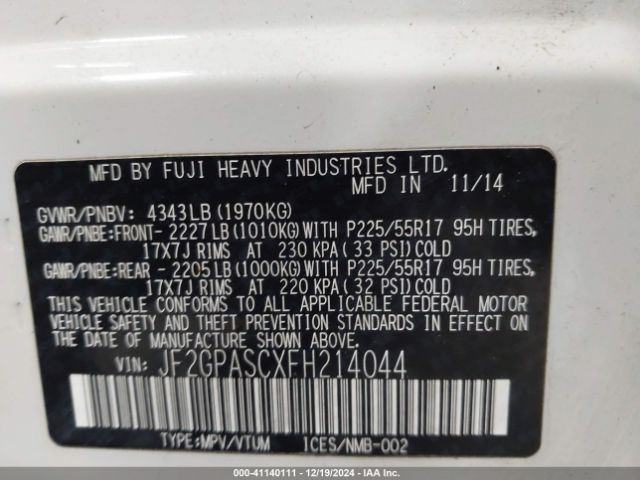 MFD BY FUJI HEAVY INDUSTRIES LTD.
MFD IN 11/14
GVWR/PNBV: 4343LB (1970KG)
GAWR/PNBE:FRONT- 2227LB (1010KG) WITH P225/55R17 95H TIRES,
17X7J RIMS AT 230 KPA( 33 PSI) COLD
GAWR/PNBE:REAR - 2205LB (1000KG) WITH P225/55R17 95H TIRES,
17X7J RIMS AT 220 KPA( 32 PSI) COLD
THIS VEHICLE CONFORMS TO ALL APPLICABLE FEDERAL MOTOR
VEHICLE SAFETY AND THEFT PREVENTION STANDARDS IN EFFECT
ON THE DATE OF MANUFACTURE SHOWN ABOVE.
VIN: JF2GPASCXFH214044
TYPE:MPV/VTUM ICES/NMB-002
000-41140111 - 12/19/2024 - IAA Inc.